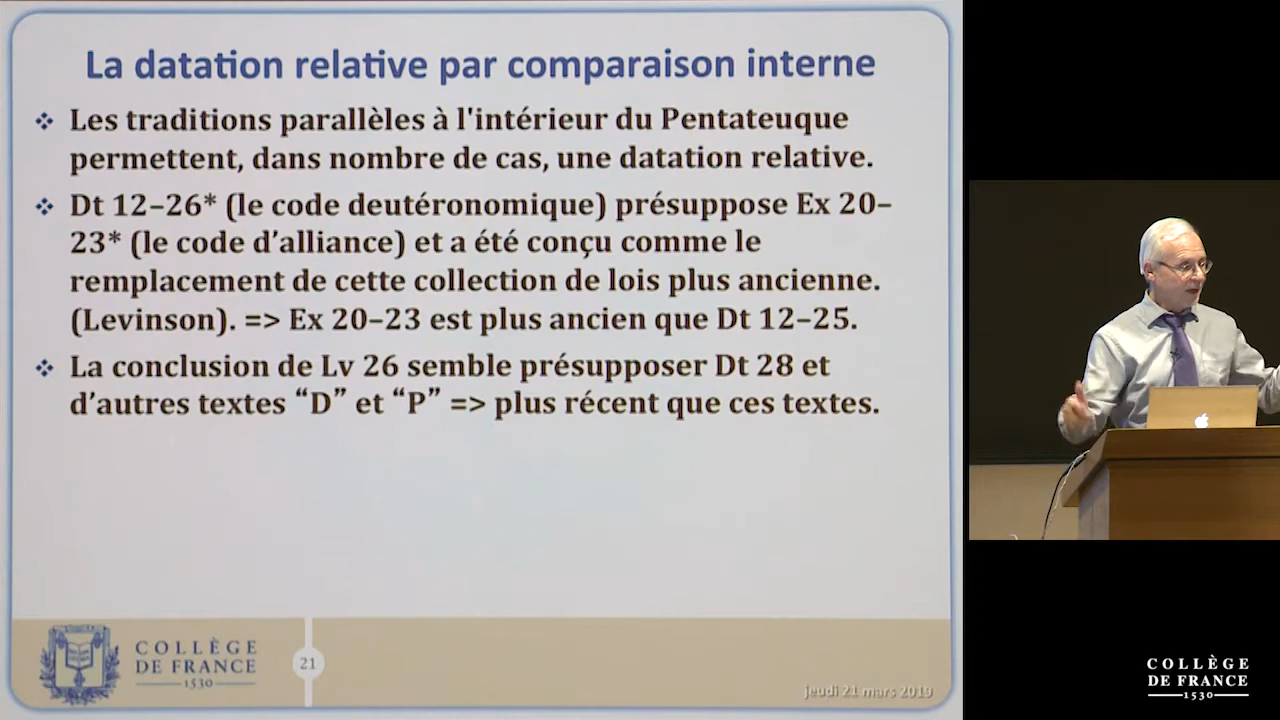 La datation relative par comparaison interne
Les traditions parallèles à l'intérieur du Pentateuque
permettent, dans nombre de cas, une datation relative.
Dt 12–26* (le code deutéronomique) présuppose Ex 20–
23* (le code d’alliance) et a été conçu comme le
remplacement de cette collection de lois plus ancienne.
(Levinson). => Ex 20–23 est plus ancien que Dt 12–25.
La conclusion de Lv 26 semble présupposer Dt 28 et
d’autres textes “D” et “P” => plus récent que ces textes.
COLLÈGE
DE FRANCE
1530
21
jeudi 21 mars 2019
COLLÈGE
DE FRANCE
1530